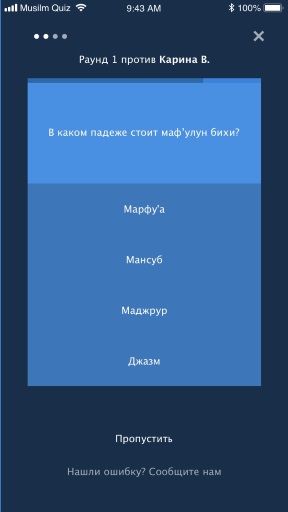 Musilm Quiz 9:43 AM 100%
Раунд 1 против Карина В.
В каком падеже стоит маф'улун бихи?
Марфу'а
Мансуб
Маджрур
Джазм
Пропустить
Нашли ошибку? Сообщите нам